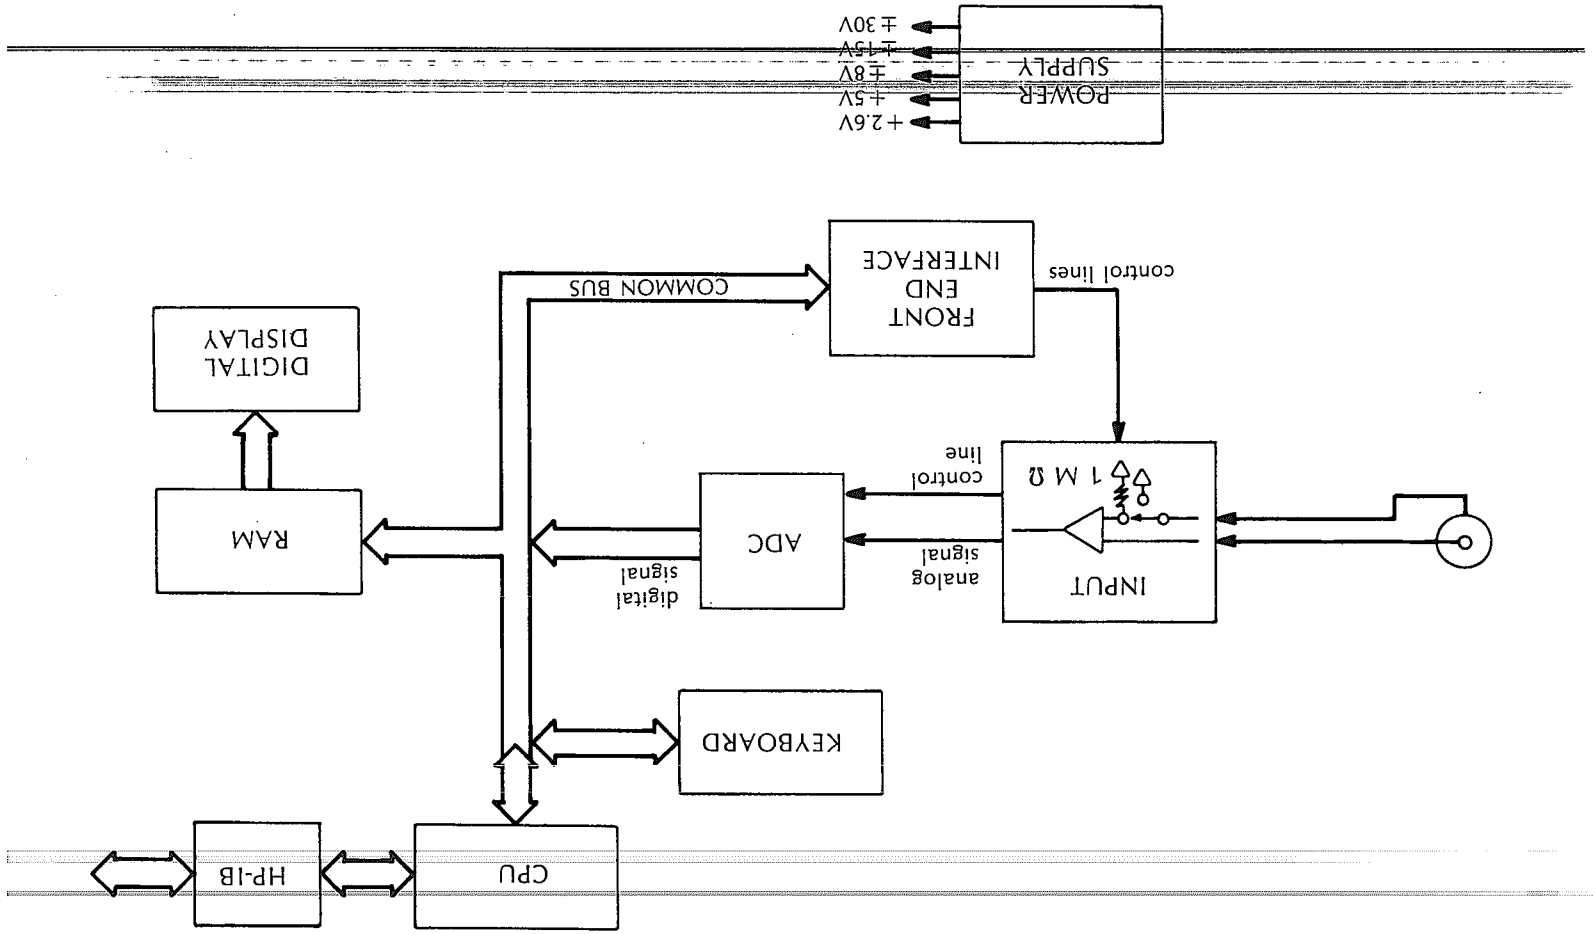 CPU
HP-IB
KEYBOARD
INPUT
1 M Ω
analog
signal
control
line
ADC
digital
signal
RAM
DIGITAL
DISPLAY
control lines
FRONT
END
INTERFACE
COMMON BUS
POWER
SUPPLY
+2.6V
+5V
±8V
±15V
±30V